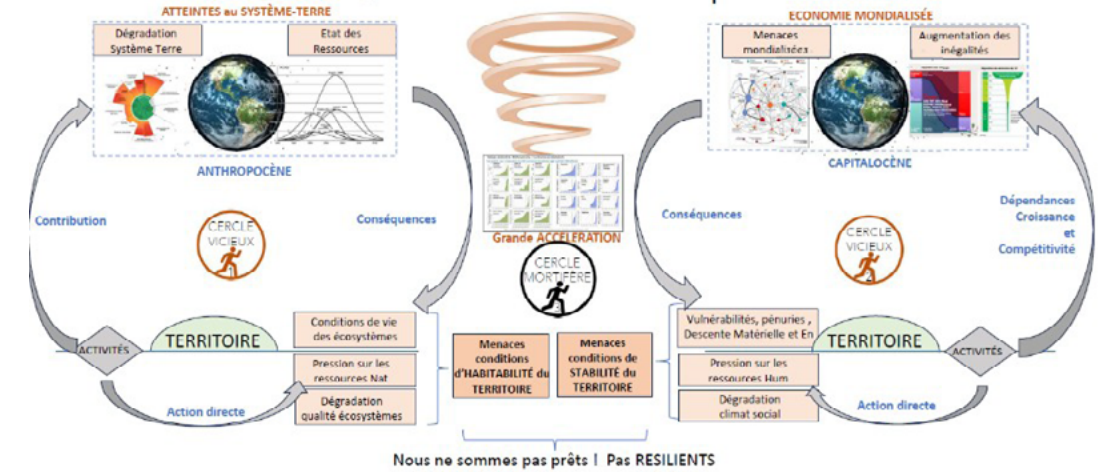 ATTEINTES au SYSTÈME-TERRE
Dégradation
Système Terre
Etat des
Ressources
ANTHROPOCÈNE
Contribution
Conséquences
CERCLE
VICIEUX
ACTIVITÉS
TERRITOIRE
Conditions de vie
des écosystèmes
Pression sur les
ressources Nat
Dégradation
qualité écosystèmes
Action directe
Grande ACCELERATION
CERCLE
MORTIFÈRE
3
Menaces
conditions
d'HABITABILITÉ du
TERRITOIRE
Menaces
conditions de
STABILITÉ du
TERRITOIRE
ECONOMIE MONDIALISÉE
Menaces
mondialisées
Augmentation des
inégalités
CAPITALOCÈNE
Conséquences
Dépendances
Croissance
et
Compétitivité
CERCLE
VICIEUX
2
Vulnérabilités, pénuries ,
Descente Matérielle et En
Pression sur les
ressources Hum
Dégradation
climat social
TERRITOIRE
ACTIVITÉS
Action directe
Nous ne sommes pas prêts ! Pas RESILIENTS